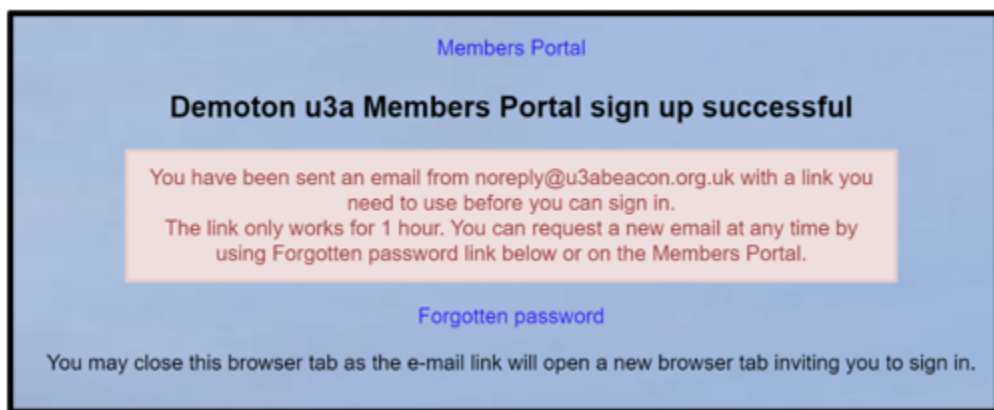 Members Portal
Demoton u3a Members Portal sign up successful
You have been sent an email from noreply@u3abeacon.org.uk with a link you
need to use before you can sign in.
The link only works for 1 hour. You can request a new email at any time by
using Forgotten password link below or on the Members Portal.
Forgotten password
You may close this browser tab as the e-mail link will open a new browser tab inviting you to sign in.